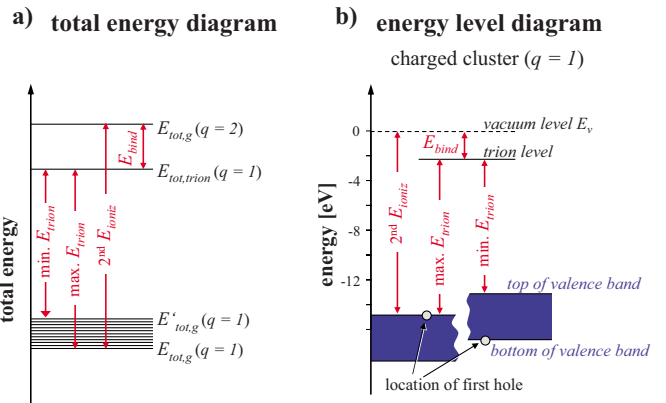 a) total energy diagram
total energy
E_tot,g (q = 2)
E_bind
E_tot,trion (q = 1)
min. E_trion
max. E_trion
2nd E_ioniz
E‘_tot,g (q = 1)
E_tot,g (q = 1)
b) energy level diagram
charged cluster (q = 1)
energy [eV]
0
-4
-8
-12
vacuum level E_v
E_bind
trion level
2nd E_ioniz
max. E_trion
min. E_trion
top of valence band
bottom of valence band
location of first hole